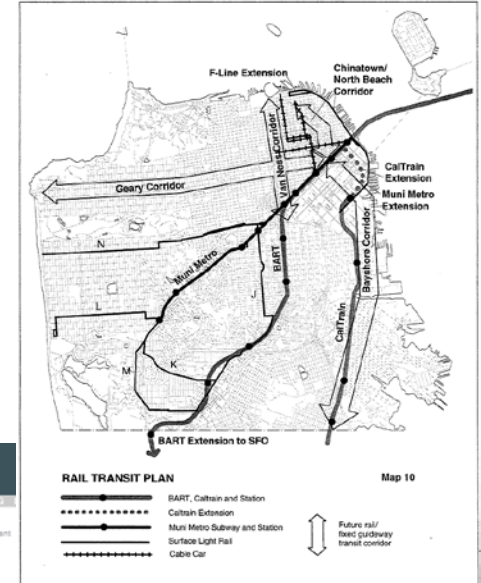 F-Line Extension
Chinatown/
North Beach
Corridor
Van Ness Corridor
CalTrain
Extension
Muni Metro
Extension
Geary Corridor
Bayshore Corridor
N
Muni Metro
BART
J
L
CalTrain
K
M
BART Extension to SFO
RAIL TRANSIT PLAN
Map 10
BART, Caltrain and Station
Caltrain Extension
Muni Metro Subway and Station
Surface Light Rail
Cable Car
Future rail/
fixed guideway
transit corridor